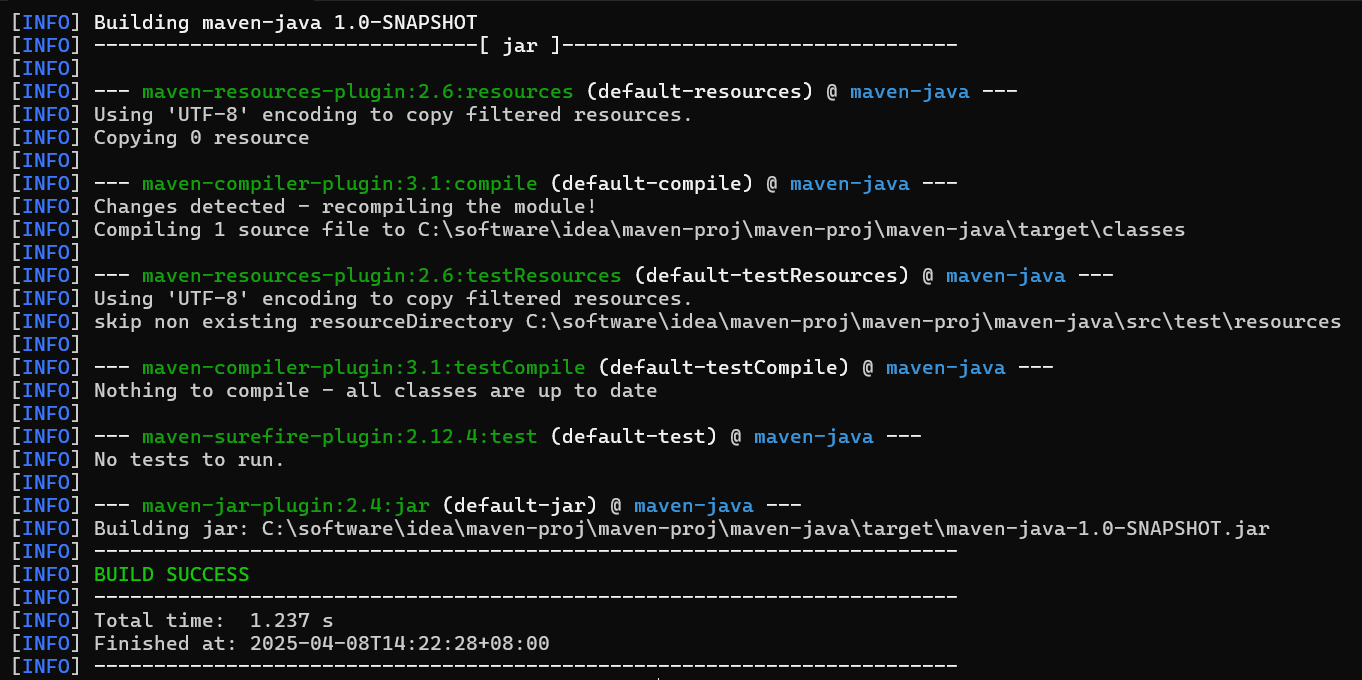 [INFO] Building maven-java 1.0-SNAPSHOT
[INFO] --------------------------------[ jar ]---------------------------------
[INFO]
[INFO] --- maven-resources-plugin:2.6:resources (default-resources) @ maven-java ---
[INFO] Using 'UTF-8' encoding to copy filtered resources.
[INFO] Copying 0 resource
[INFO]
[INFO] --- maven-compiler-plugin:3.1:compile (default-compile) @ maven-java ---
[INFO] Changes detected - recompiling the module!
[INFO] Compiling 1 source file to C:\software\idea\maven-proj\maven-proj\maven-java\target\classes
[INFO]
[INFO] --- maven-resources-plugin:2.6:testResources (default-testResources) @ maven-java ---
[INFO] Using 'UTF-8' encoding to copy filtered resources.
[INFO] skip non existing resourceDirectory C:\software\idea\maven-proj\maven-proj\maven-java\src\test\resources
[INFO]
[INFO] --- maven-compiler-plugin:3.1:testCompile (default-testCompile) @ maven-java ---
[INFO] Nothing to compile - all classes are up to date
[INFO]
[INFO] --- maven-surefire-plugin:2.12.4:test (default-test) @ maven-java ---
[INFO] No tests to run.
[INFO]
[INFO] --- maven-jar-plugin:2.4:jar (default-jar) @ maven-java ---
[INFO] Building jar: C:\software\idea\maven-proj\maven-proj\maven-java\target\maven-java-1.0-SNAPSHOT.jar
[INFO] ------------------------------------------------------------------------
[INFO] BUILD SUCCESS
[INFO] ------------------------------------------------------------------------
[INFO] Total time:  1.237 s
[INFO] Finished at: 2025-04-08T14:22:28+08:00
[INFO] ------------------------------------------------------------------------